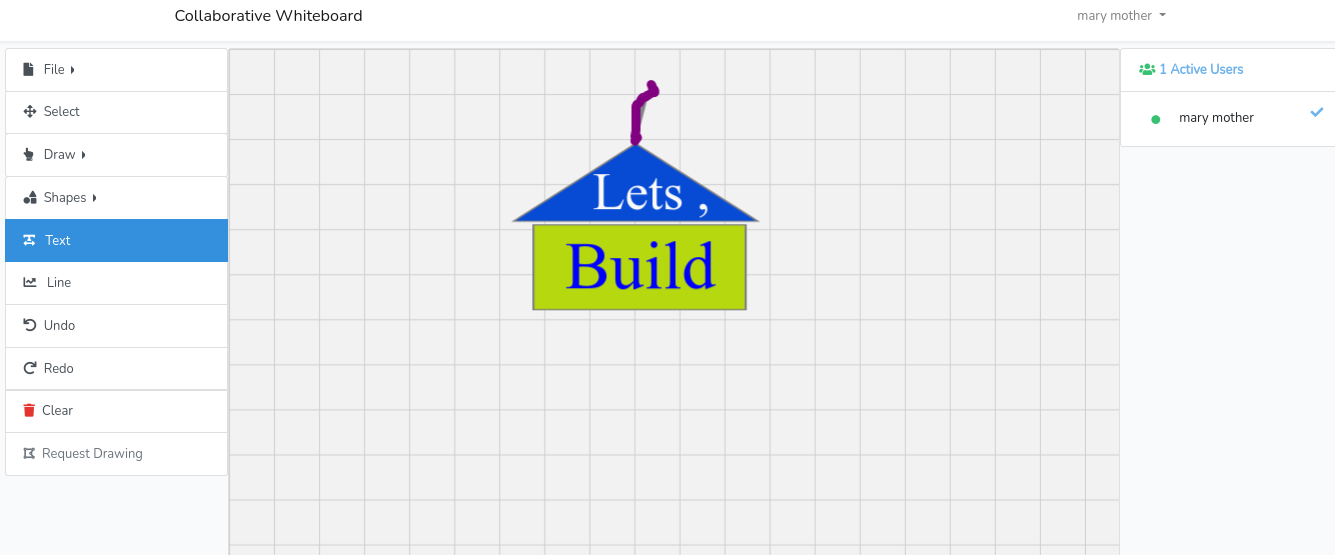 Collaborative Whiteboard
mary mother
File
Select
Draw
Shapes
Text
Line
Undo
Redo
Clear
Request Drawing
Lets ,
Build
1 Active Users
mary mother